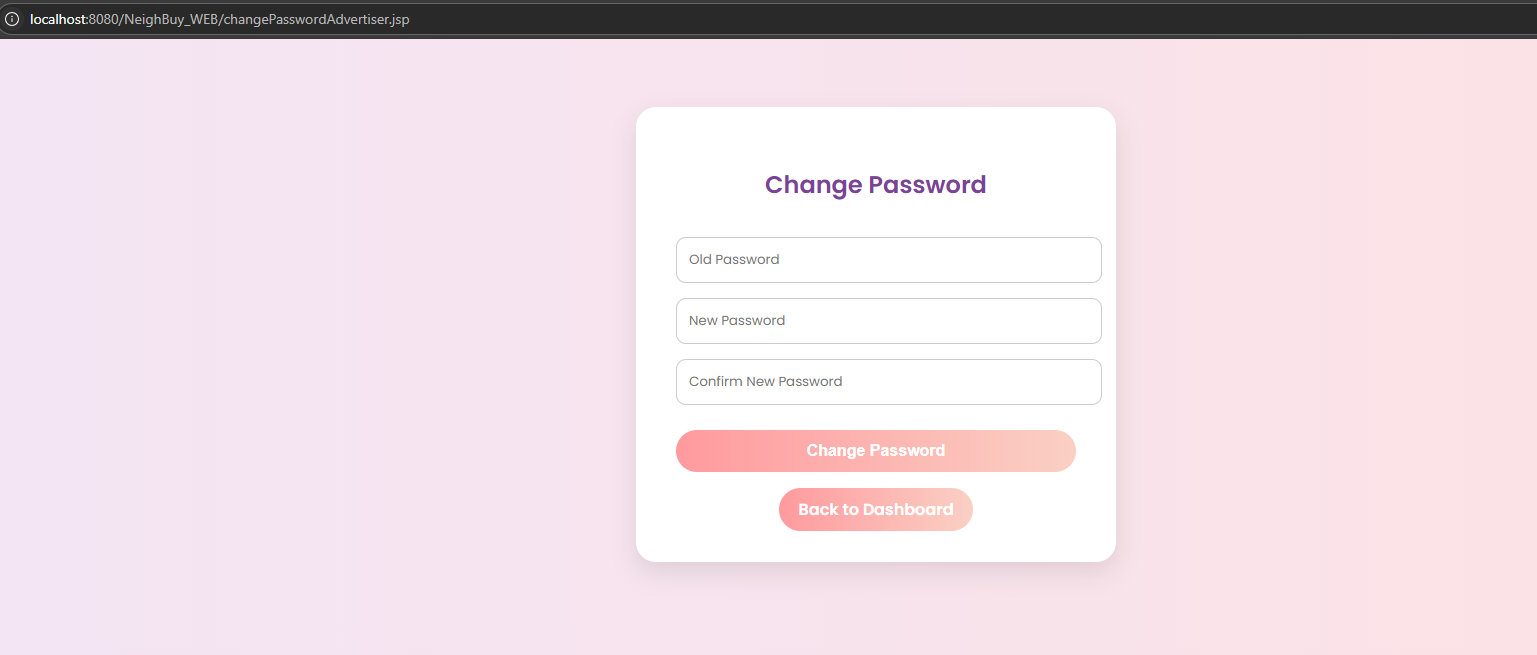 localhost:8080/NeighBuy_WEB/changePasswordAdvertiser.jsp
Change Password
Old Password
New Password
Confirm New Password
Change Password
Back to Dashboard